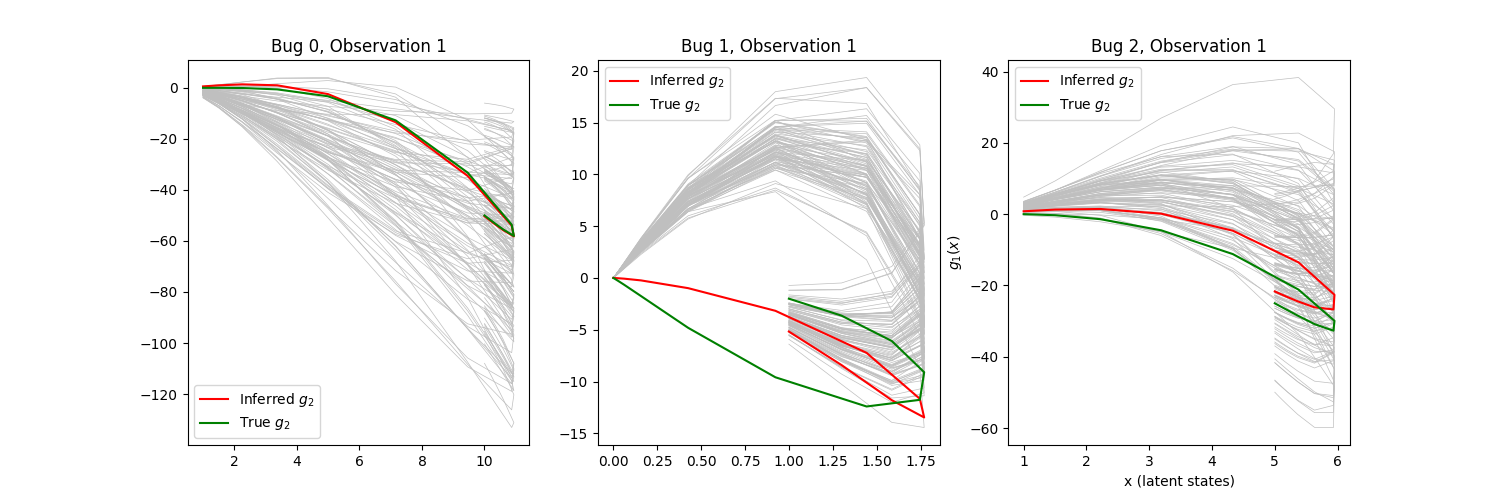 Bug 0, Observation 1
0
−20
−40
−60
−80
−100
−120
2 4 6 8 10
Inferred g₂
True g₂
Bug 1, Observation 1
20
15
10
5
0
−5
−10
−15
0.00 0.25 0.50 0.75 1.00 1.25 1.50 1.75
Inferred g₂
True g₂
Bug 2, Observation 1
40
20
0
−20
−40
−60
1 2 3 4 5 6
g₁(x)
x (latent states)
Inferred g₂
True g₂